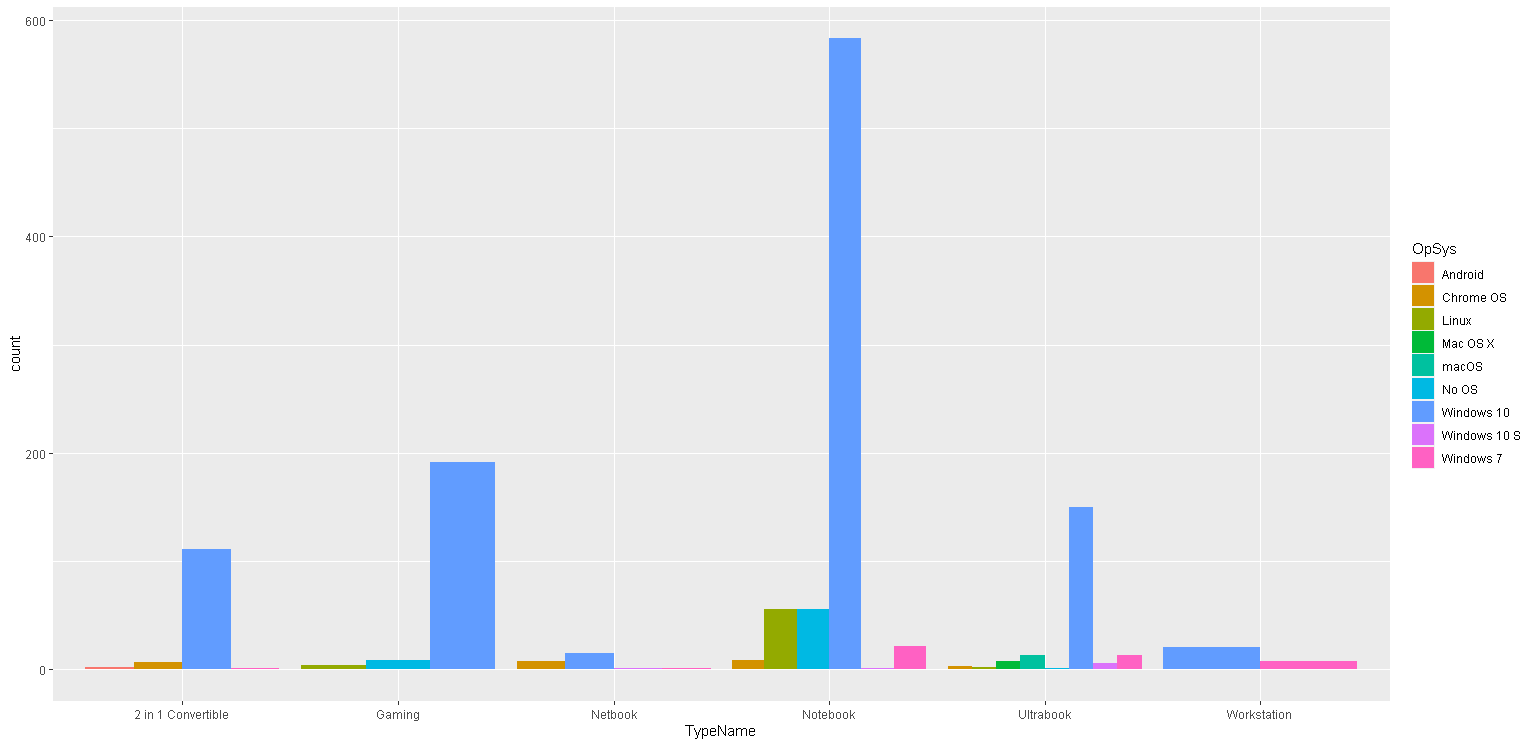 600
400
200
0
count
2 in 1 Convertible
Gaming
Netbook
Notebook
Ultrabook
Workstation
TypeName
OpSys
Android
Chrome OS
Linux
Mac OS X
macOS
No OS
Windows 10
Windows 10 S
Windows 7